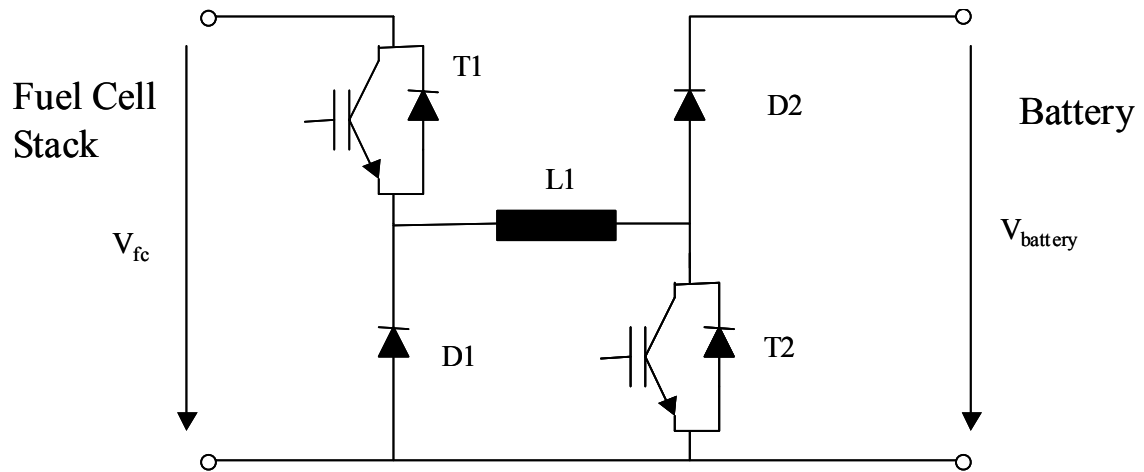 T1
Fuel Cell
Stack
D2
Battery
L1
V_fc
V_battery
D1
T2